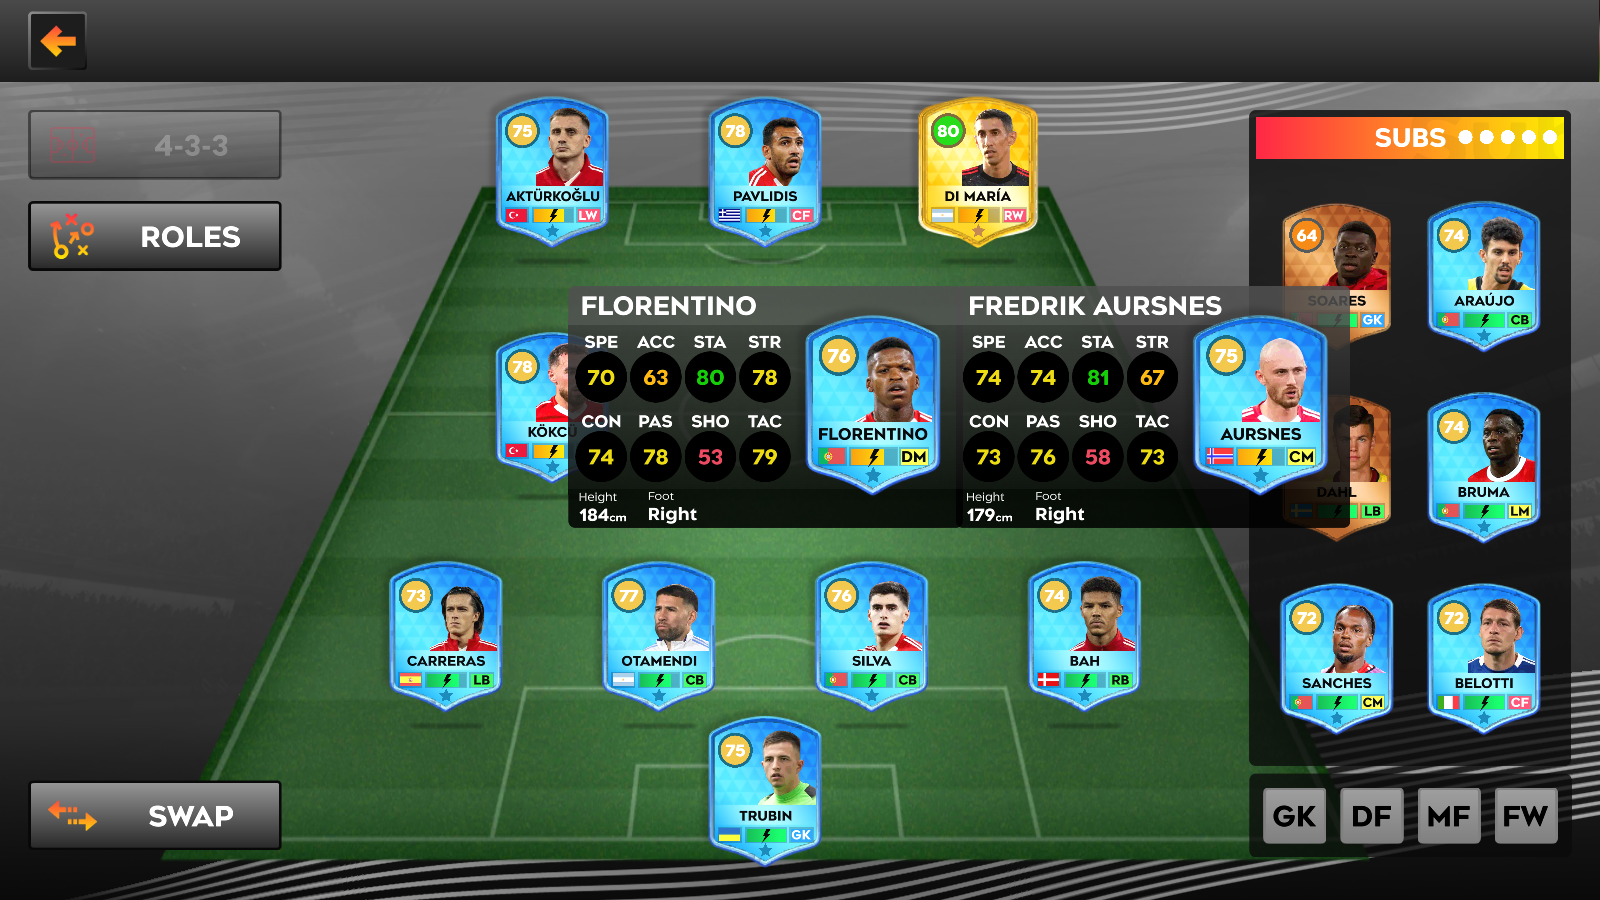 4-3-3
ROLES
SWAP
75
AKTÜRKOĞLU
LW
78
PAVLIDIS
CF
80
DI MARÍA
RW
78
KÖKCÜ
FLORENTINO
SPE ACC STA STR
70 63 80 78
CON PAS SHO TAC
74 78 53 79
Height Foot
184cm Right
76
FLORENTINO
DM
FREDRIK AURSNES
SPE ACC STA STR
74 74 81 67
CON PAS SHO TAC
73 76 58 73
Height Foot
179cm Right
75
AURSNES
CM
73
CARRERAS
LB
77
OTAMENDI
CB
76
SILVA
CB
74
BAH
RB
75
TRUBIN
GK
SUBS
64
SOARES
GK
74
ARAÚJO
CB
DAHL
LB
74
BRUMA
LM
72
SANCHES
CM
72
BELOTTI
CF
GK DF MF FW